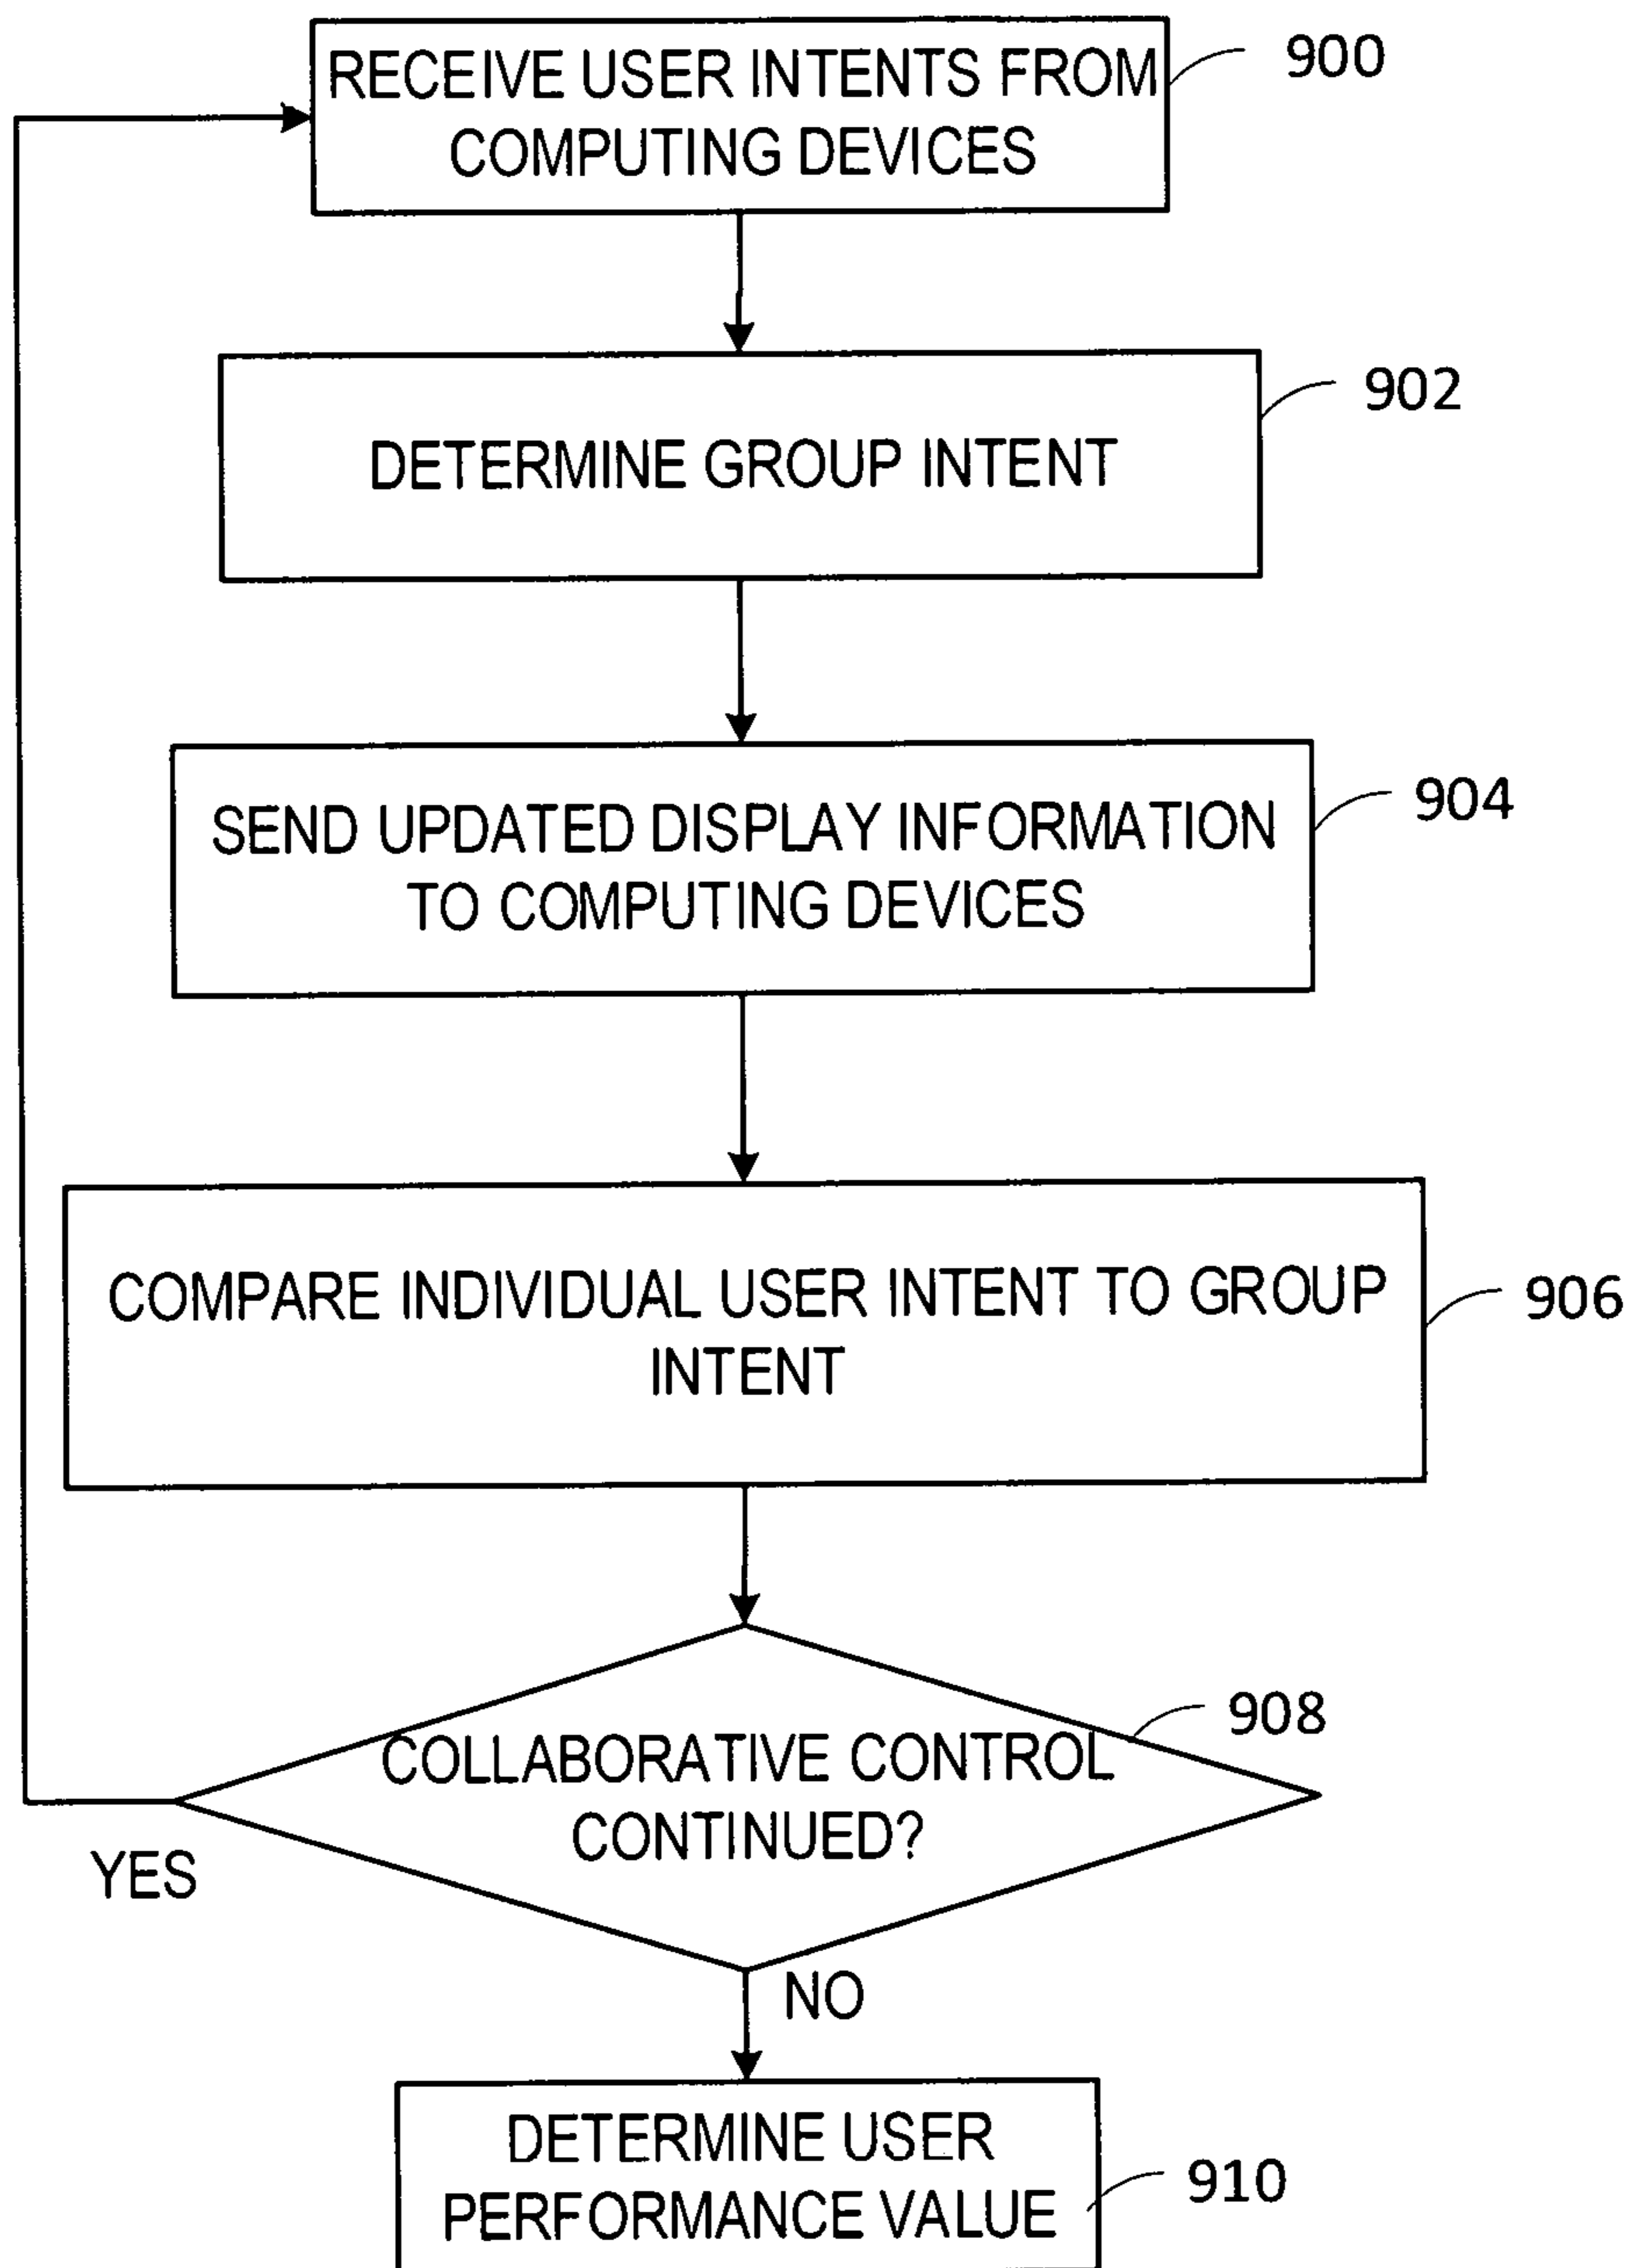 RECEIVE USER INTENTS FROM
COMPUTING DEVICES
900
DETERMINE GROUP INTENT
902
SEND UPDATED DISPLAY INFORMATION
TO COMPUTING DEVICES
904
COMPARE INDIVIDUAL USER INTENT TO GROUP
INTENT
906
COLLABORATIVE CONTROL
CONTINUED?
908
YES
NO
DETERMINE USER
PERFORMANCE VALUE
910